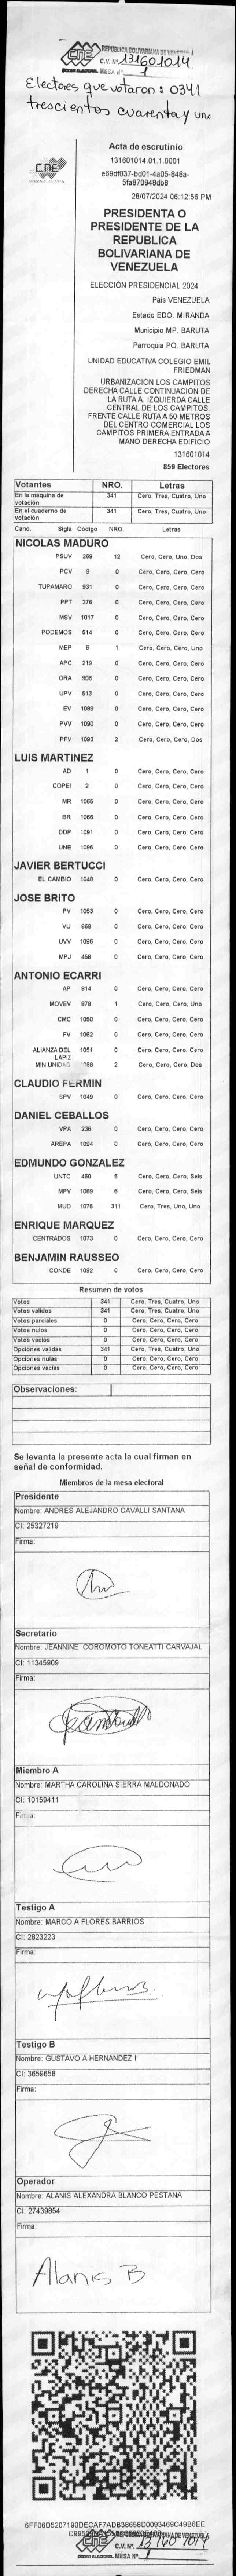 REPUBLICA BOLIVARIANA DE VENEZUELA
CNE C.V. Nº 131601014
PODER ELECTORAL MESA Nº 1
Electores que votaron: 0341
trescientos cuarenta y uno
CNE
Acta de escrutinio
131601014.01.1.0001
28/07/2024 06:12:56 PM
PRESIDENTA O
PRESIDENTE DE LA
REPUBLICA
BOLIVARIANA DE
VENEZUELA
ELECCIÓN PRESIDENCIAL 2024
Pais VENEZUELA
Estado EDO. MIRANDA
Municipio MP. BARUTA
Parroquia PQ. BARUTA
UNIDAD EDUCATIVA COLEGIO EMIL
FRIEDMAN
URBANIZACION LOS CAMPITOS
DERECHA CALLE CONTINUACION DE
LA RUTA A. IZQUIERDA CALLE
CENTRAL DE LOS CAMPITOS.
FRENTE CALLE RUTA A 50 METROS
DEL CENTRO COMERCIAL LOS
CAMPITOS PRIMERA ENTRADA A
MANO DERECHA EDIFICIO
131601014
859 Electores
Votantes NRO. Letras
En la máquina de votación 341 Cero, Tres, Cuatro, Uno
En el cuaderno de votación 341 Cero, Tres, Cuatro, Uno
Cand. Sigla Código NRO. Letras
NICOLAS MADURO
PSUV 269 12 Cero, Cero, Uno, Dos
PCV 9 0 Cero, Cero, Cero, Cero
TUPAMARO 931 0 Cero, Cero, Cero, Cero
PPT 276 0 Cero, Cero, Cero, Cero
MSV 1017 0 Cero, Cero, Cero, Cero
PODEMOS 514 0 Cero, Cero, Cero, Cero
MEP 6 1 Cero, Cero, Cero, Uno
APC 219 0 Cero, Cero, Cero, Cero
ORA 906 0 Cero, Cero, Cero, Cero
UPV 513 0 Cero, Cero, Cero, Cero
EV 1089 0 Cero, Cero, Cero, Cero
PVV 1090 0 Cero, Cero, Cero, Cero
PFV 1093 2 Cero, Cero, Cero, Dos
LUIS MARTINEZ
AD 1 0 Cero, Cero, Cero, Cero
COPEI 2 0 Cero, Cero, Cero, Cero
MR 1065 0 Cero, Cero, Cero, Cero
BR 1066 0 Cero, Cero, Cero, Cero
DDP 1091 0 Cero, Cero, Cero, Cero
UNE 1095 0 Cero, Cero, Cero, Cero
JAVIER BERTUCCI
EL CAMBIO 1048 0 Cero, Cero, Cero, Cero
JOSE BRITO
PV 1053 0 Cero, Cero, Cero, Cero
VU 868 0 Cero, Cero, Cero, Cero
UVV 1096 0 Cero, Cero, Cero, Cero
MPJ 458 0 Cero, Cero, Cero, Cero
ANTONIO ECARRI
AP 814 0 Cero, Cero, Cero, Cero
MOVEV 878 1 Cero, Cero, Cero, Uno
CMC 1050 0 Cero, Cero, Cero, Cero
FV 1062 0 Cero, Cero, Cero, Cero
ALIANZA DEL LAPIZ 1051 0 Cero, Cero, Cero, Cero
MIN UNIDAD 2 Cero, Cero, Cero, Dos
CLAUDIO FERMIN
SPV 1049 0 Cero, Cero, Cero, Cero
DANIEL CEBALLOS
VPA 236 0 Cero, Cero, Cero, Cero
AREPA 1094 0 Cero, Cero, Cero, Cero
EDMUNDO GONZALEZ
UNTC 460 6 Cero, Cero, Cero, Seis
MPV 1069 6 Cero, Cero, Cero, Seis
MUD 1075 311 Cero, Tres, Uno, Uno
ENRIQUE MARQUEZ
CENTRADOS 1073 0 Cero, Cero, Cero, Cero
BENJAMIN RAUSSEO
CONDE 1092 0 Cero, Cero, Cero, Cero
Resumen de votos
Votos 341 Cero, Tres, Cuatro, Uno
Votos validos 341 Cero, Tres, Cuatro, Uno
Votos parciales 0 Cero, Cero, Cero, Cero
Votos nulos 0 Cero, Cero, Cero, Cero
Votos vacios 0 Cero, Cero, Cero, Cero
Opciones validas 341 Cero, Tres, Cuatro, Uno
Opciones nulas 0 Cero, Cero, Cero, Cero
Opciones vacias 0 Cero, Cero, Cero, Cero
Observaciones:
Se levanta la presente acta la cual firman en
señal de conformidad.
Miembros de la mesa electoral
Presidente
Nombre: ANDRES ALEJANDRO CAVALLI SANTANA
CI: 25327219
Firma:
Secretario
Nombre: JEANNINE COROMOTO TONEATTI CARVAJAL
CI: 11345909
Firma:
Miembro A
Nombre: MARTHA CAROLINA SIERRA MALDONADO
CI: 10159411
Firma:
Testigo A
Nombre: MARCO A FLORES BARRIOS
CI: 2823223
Firma:
Testigo B
Nombre: GUSTAVO A HERNANDEZ I
CI: 3659658
Firma:
Operador
Nombre: ALANIS ALEXANDRA BLANCO PESTANA
CI: 27439854
Firma:
Alanis B
6FF06D5207190DECAF7ADB38658D0093469C49B6EE
CNE C.V. Nº 131601014
PODER ELECTORAL MESA Nº 1